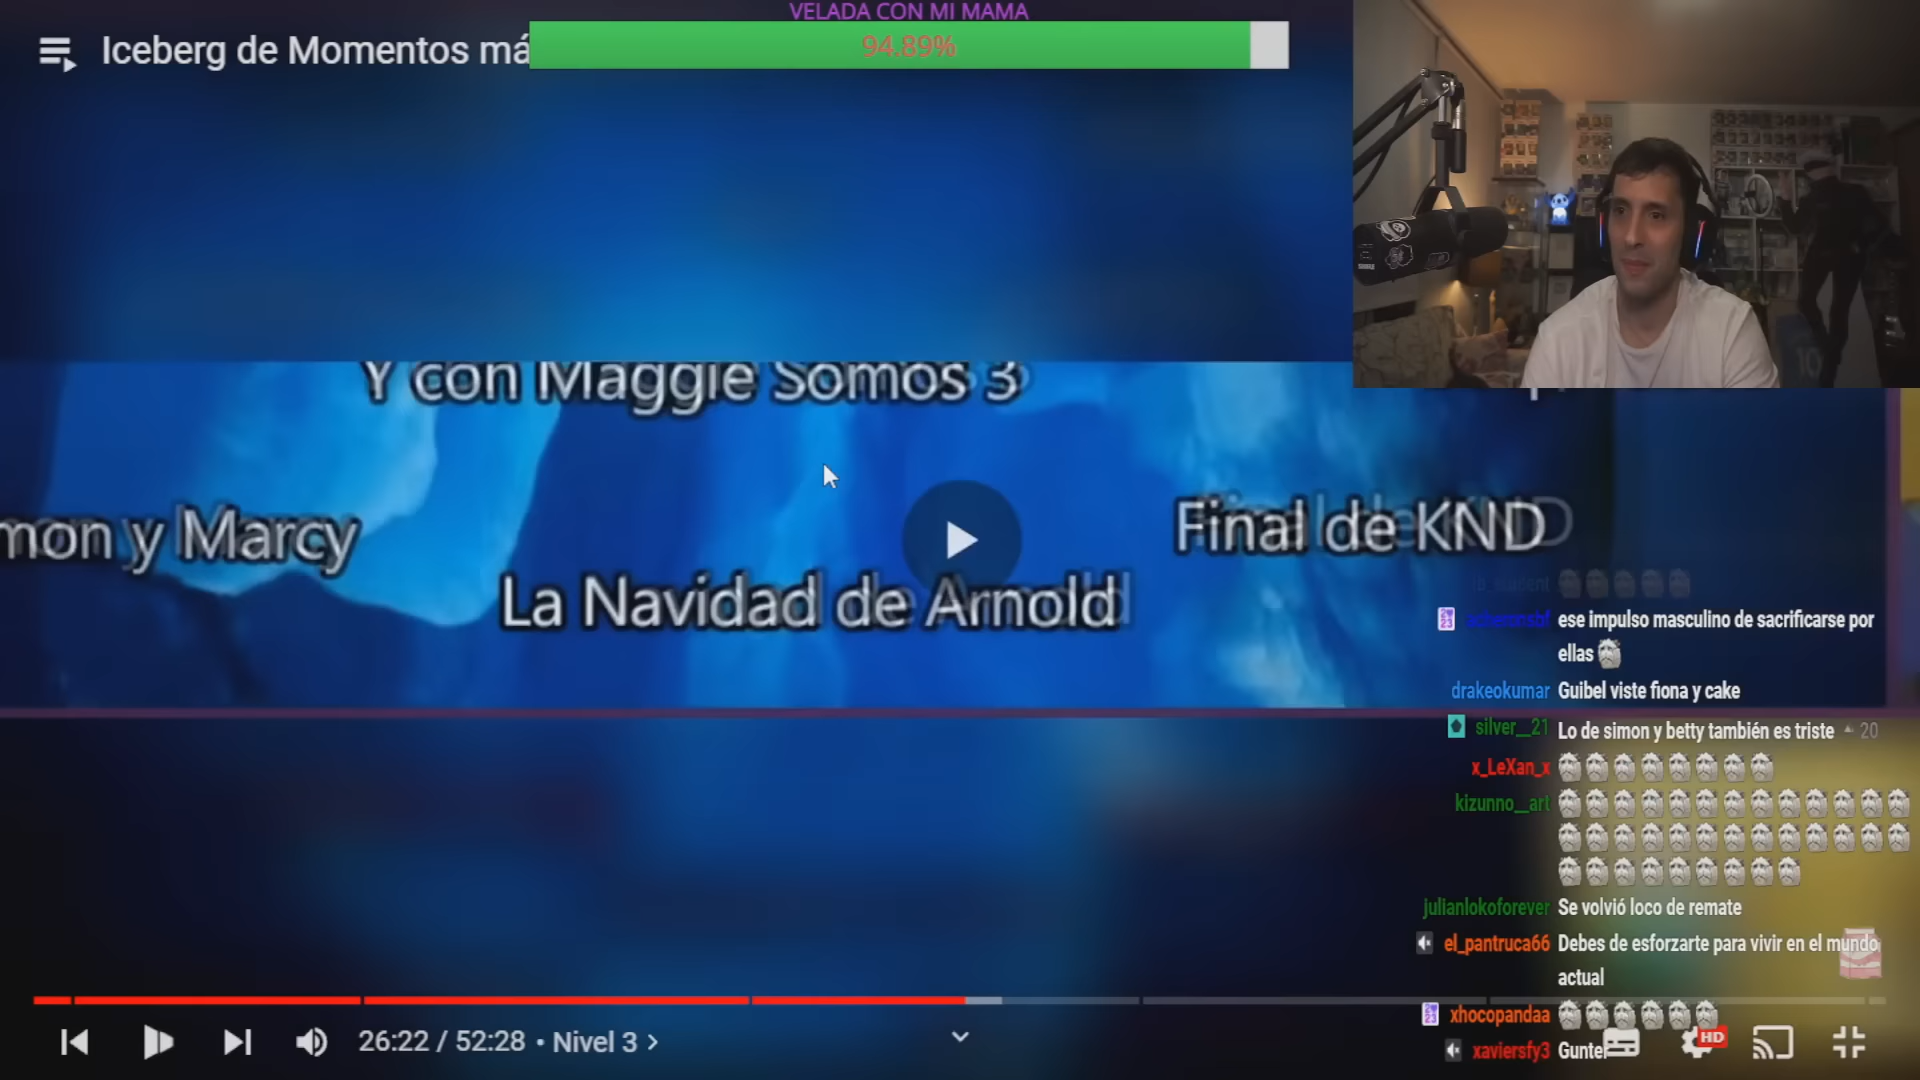 VELADA CON MI MAMA
94.89%
Iceberg de Momentos má
Y con Maggie Somos 3
mon y Marcy
Final de KND
La Navidad de Arnold
ese impulso masculino de sacrificarse por
ellas
drakeokumar Guibel viste fiona y cake
silver__21 Lo de simon y betty también es triste 20
x_LeXan_x
kizunno__art
julianlokoforever Se volvió loco de remate
el_pantruca66 Debes de esforzarte para vivir en el mundo
actual
xhocopandaa
xaviersfy3 Gunter
26:22 / 52:28 • Nivel 3
HD
10